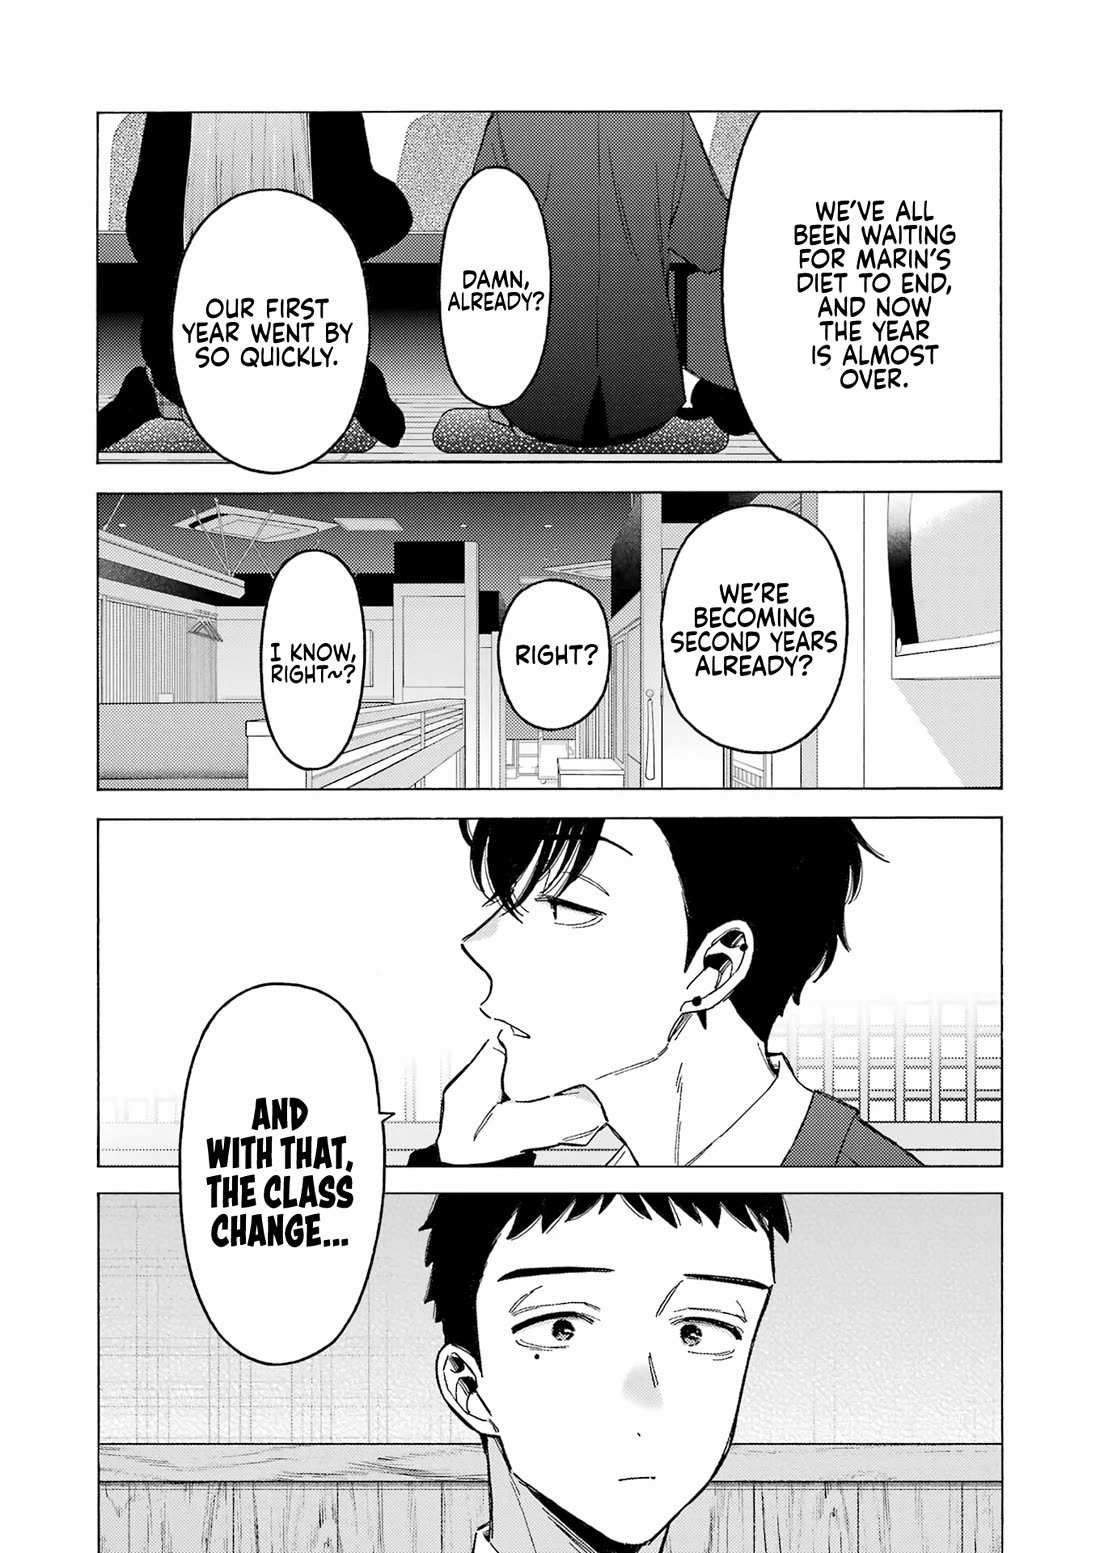 WE'VE ALL
BEEN WAITING
FOR MARIN'S
DIET TO END,
AND NOW
THE YEAR
IS ALMOST
OVER.
DAMN,
ALREADY?
OUR FIRST
YEAR WENT BY
SO QUICKLY.
WE'RE
BECOMING
SECOND YEARS
ALREADY?
RIGHT?
I KNOW,
RIGHT~?
AND
WITH THAT,
THE CLASS
CHANGE...